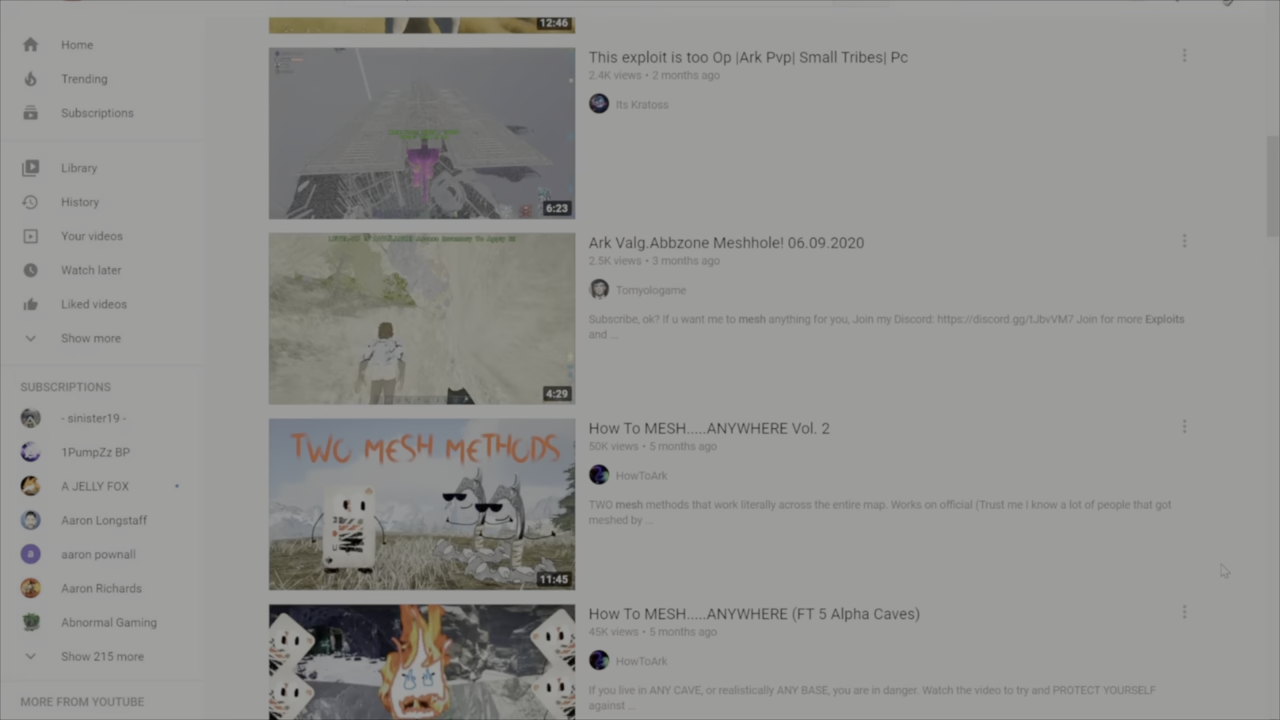 12:46
Home
Trending
Subscriptions
Library
History
Your videos
Watch later
Liked videos
Show more
SUBSCRIPTIONS
- sinister19 -
1PumpZz BP
A JELLY FOX
Aaron Longstaff
a
aaron pownall
Aaron Richards
Abnormal Gaming
Show 215 more
MORE FROM YOUTUBE
6:23
This exploit is too Op |Ark Pvp| Small Tribes| Pc
2.4K views • 2 months ago
Its Kratoss
4:29
Ark Valg.Abbzone Meshhole! 06.09.2020
2.5K views • 3 months ago
Tomyologame
Subscribe, ok? if u want me to mesh anything for you, Join my Discord: https://discord.gg/tJbvVM7 Join for more Exploits
and ...
TWO MESH METHODS
11:45
How To MESH.....ANYWHERE Vol. 2
50K views • 5 months ago
HowToArk
TWO mesh methods that work literally across the entire map. Works on official (Trust me I know a lot of people that got
meshed by ...
How To MESH.....ANYWHERE (FT 5 Alpha Caves)
45K views • 5 months ago
HowToArk
If you live in ANY CAVE, or realistically ANY BASE, you are in danger. Watch the video to try and PROTECT YOURSELF
against ...